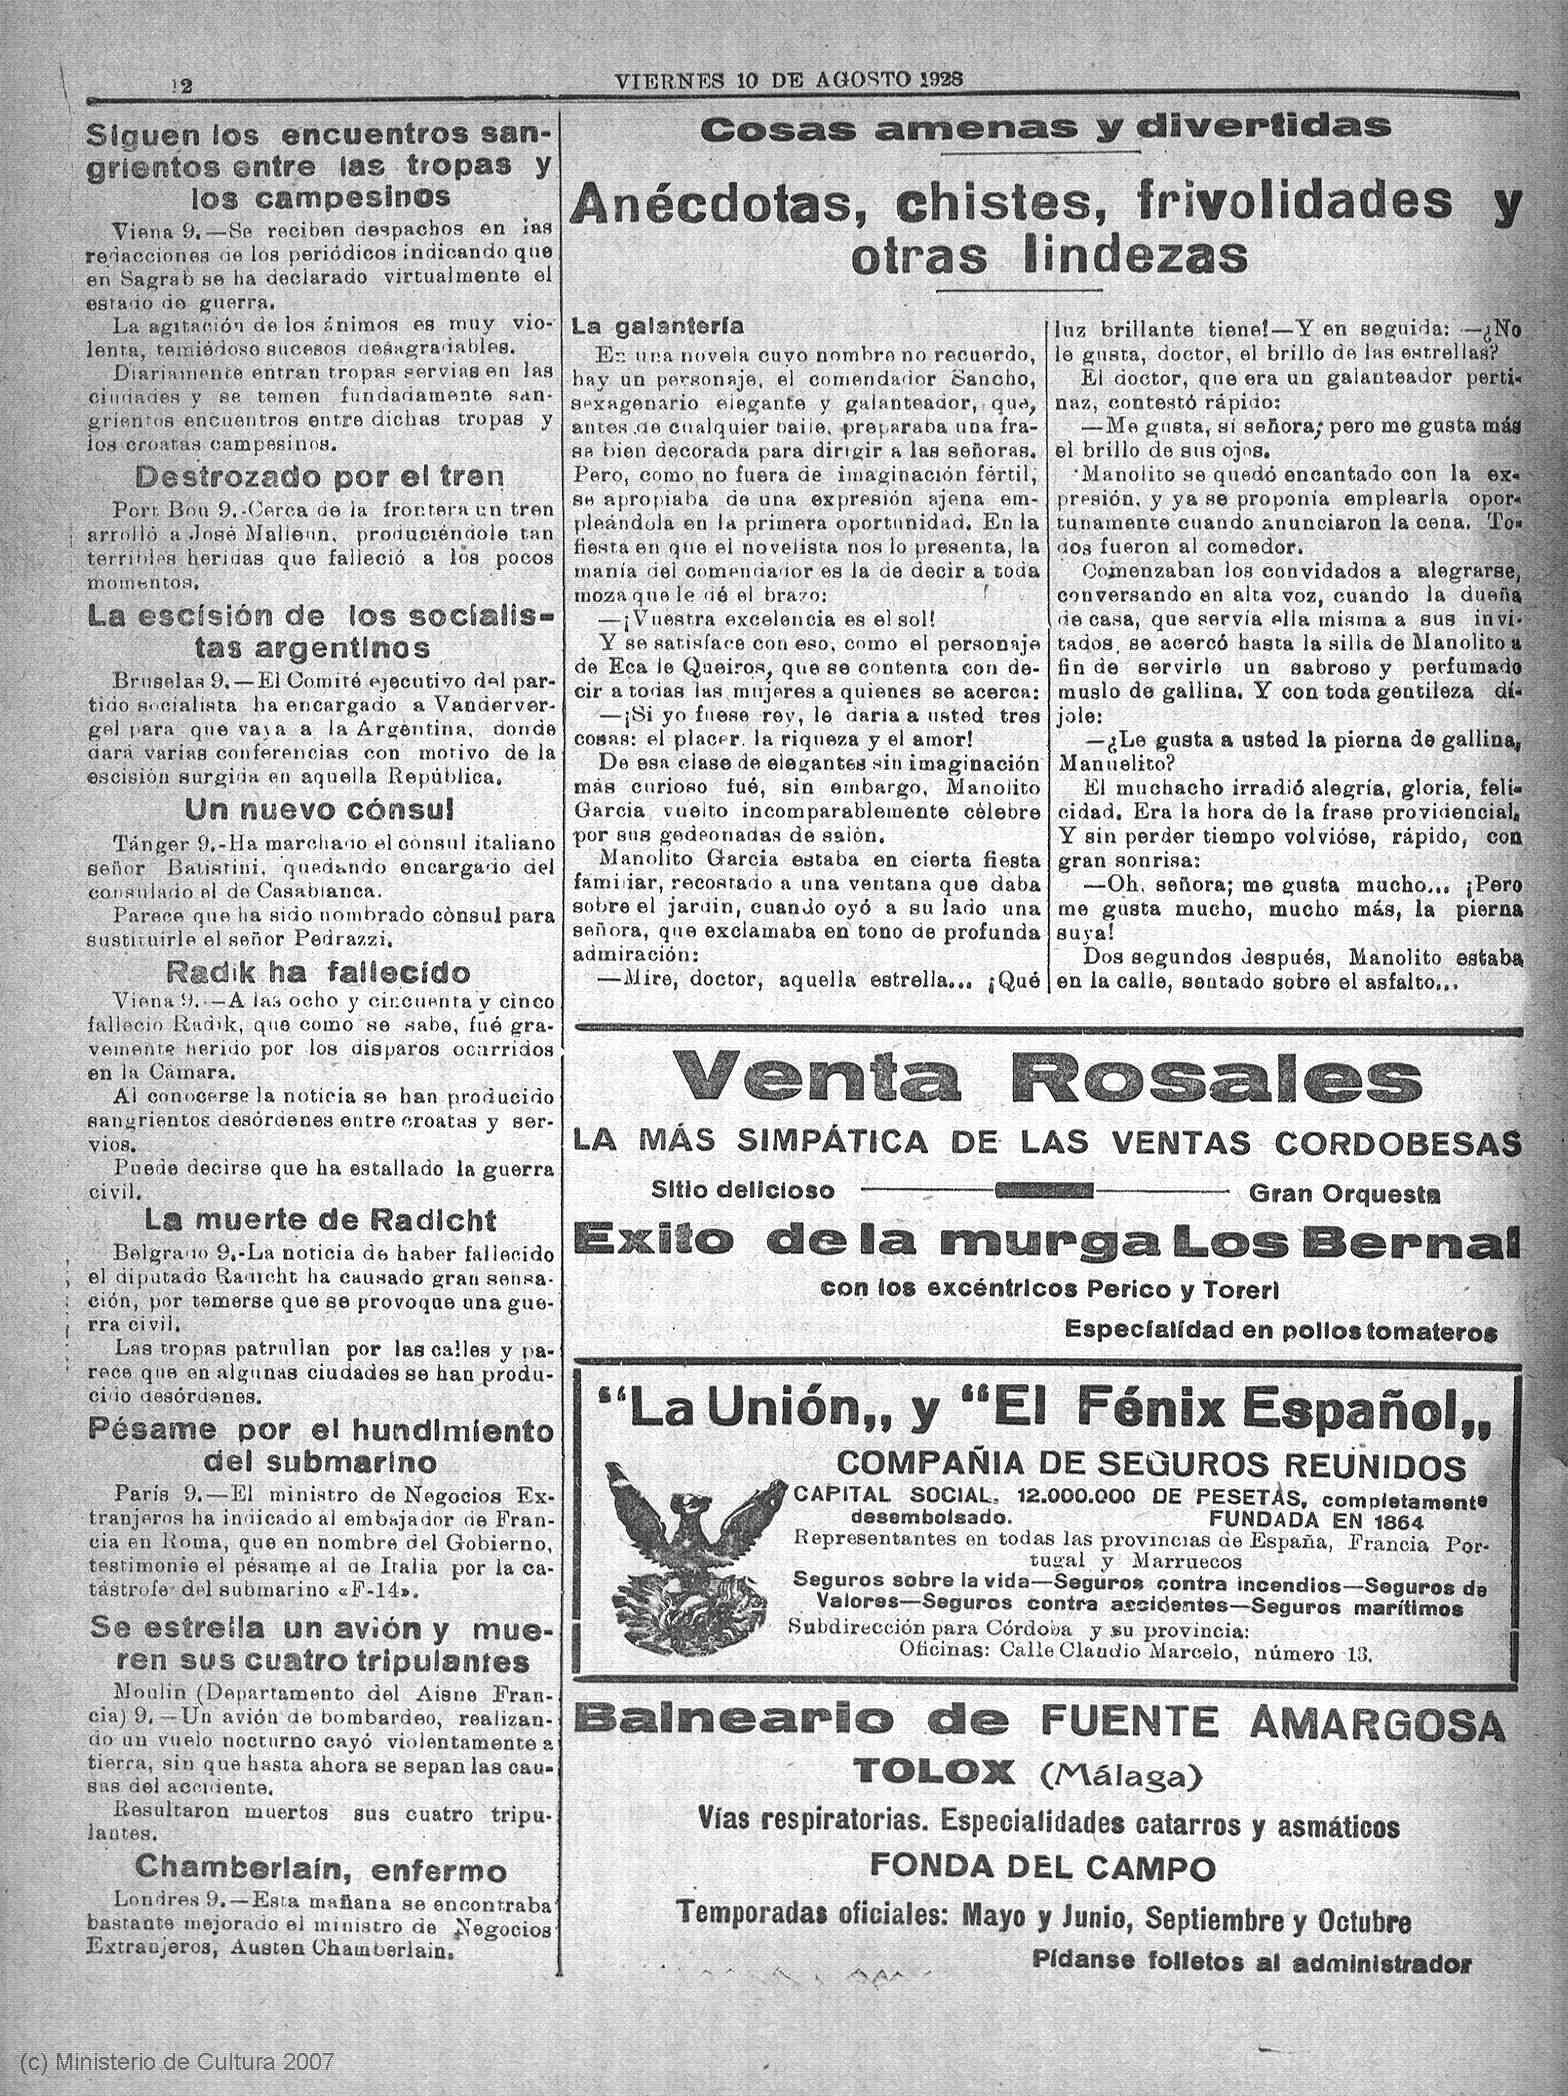 12
VIERNES 10 DE AGOSTO 1928
Siguen los encuentros san-
grientos entre las tropas y
los campesinos
Viena 9.—Se reciben despachos en las
redacciones de los periódicos indicando que
en Sagrab se ha declarado virtualmente el
estado de guerra.
La agitación de los ánimos es muy vio-
lenta, temiédose sucesos desagradables.
Diariamente entran tropas servias en las
ciudades y se temen fundadamente san-
grientos encuentros entre dichas tropas y
los croatas campesinos.
Destrozado por el tren
Port Bou 9.-Cerca de la frontera un tren
arrolló a José Malleun, produciéndole tan
terribles heridas que falleció a los pocos
momentos.
La escisión de los socialis-
tas argentinos
Bruselas 9.—El Comité ejecutivo del par-
tido socialista ha encargado a Vanderver-
gel para que vaya a la Argentina, donde
dará varias conferencias con motivo de la
escisión surgida en aquella República.
Un nuevo cónsul
Tánger 9.-Ha marchado el cónsul italiano
señor Batistini, quedando encargado del
consulado el de Casablanca.
Parece que ha sido nombrado cònsul para
sustituirle el señor Pedrazzi.
Radik ha fallecido
Viena 9.—A las ocho y cincuenta y cinco
falleció Radik, que como se sabe, fué gra-
vemente herido por los disparos ocurridos
en la Cámara.
Al conocerse la noticia se han producido
sangrientos desórdenes entre croatas y ser-
vios.
Puede decirse que ha estallado la guerra
civil.
La muerte de Radicht
Belgrado 9.-La noticia de haber fallecido
el diputado Radicht ha causado gran sensa-
ción, por temerse que se provoque una gue-
rra civil.
Las tropas patrullan por las calles y pa-
rece que en algunas ciudades se han produ-
cido desórdenes.
Pésame por el hundimiento
del submarino
París 9.—El ministro de Negocios Ex-
tranjeros ha indicado al embajador de Fran-
cia en Roma, que en nombre del Gobierno,
testimonie el pésame al de Italia por la ca-
tástrofe del submarino «F-14».
Se estrella un avión y mue-
ren sus cuatro tripulantes
Moulin (Departamento del Aisne Fran-
cia) 9.—Un avión de bombardeo, realizan-
do un vuelo nocturno cayó violentamente a
tierra, sin que hasta ahora se sepan las cau-
sas del accidente.
Resultaron muertos sus cuatro tripu-
lantes.
Chamberlaín, enfermo
Londres 9.—Esta mañana se encontraba
bastante mejorado el ministro de Negocios
Extranjeros, Austen Chamberlain.
Cosas amenas y divertidas
Anécdotas, chistes, frivolidades y
otras lindezas
La galantería
En una novela cuyo nombre no recuerdo,
hay un personaje, el comendador Sancho,
sexagenario elegante y galanteador, que,
antes de cualquier baile, preparaba una fra-
se bien decorada para dirigir a las señoras.
Pero, como no fuera de imaginación fértil,
se apropiaba de una expresión ajena em-
pleándola en la primera oportunidad. En la
fiesta en que el novelista nos lo presenta, la
manía del comendador es la de decir a toda
moza que le dé el brazo:
—¡Vuestra excelencia es el sol!
Y se satisface con eso, como el personaje
de Eca le Queiros, que se contenta con de-
cir a todas las mujeres a quienes se acerca:
—¡Si yo fuese rey, le daría a usted tres
cosas: el placer, la riqueza y el amor!
De esa clase de elegantes sin imaginación
más curioso fué, sin embargo, Manolito
Garcia vuelto incomparablemente célebre
por sus gedeonadas de salón.
Manolito Garcia estaba en cierta fiesta
familiar, recostado a una ventana que daba
sobre el jardin, cuando oyó a su lado una
señora, que exclamaba en tono de profunda
admiración:
—Mire, doctor, aquella estrella... ¡Qué
luz brillante tiene!—Y en seguida: —¿No
le gusta, doctor, el brillo de las estrellas?
El doctor, que era un galanteador perti-
naz, contestó rápido:
—Me gusta, sí señora; pero me gusta más
el brillo de sus ojos.
Manolito se quedó encantado con la ex-
presión, y ya se proponía emplearla opor-
tunamente cuando anunciaron la cena. To-
dos fueron al comedor.
Comenzaban los convidados a alegrarse,
conversando en alta voz, cuando la dueña
de casa, que servía ella misma a sus invi-
tados, se acercó hasta la silla de Manolito a
fin de servirle un sabroso y perfumado
muslo de gallina. Y con toda gentileza dí-
jole:
—¿Le gusta a usted la pierna de gallina,
Manuelito?
El muchacho irradió alegría, gloria, feli-
cidad. Era la hora de la frase providencial.
Y sin perder tiempo volvióse, rápido, con
gran sonrisa:
—Oh, señora; me gusta mucho... ¡Pero
me gusta mucho, mucho más, la pierna
suya!
Dos segundos después, Manolito estaba
en la calle, sentado sobre el asfalto...
Venta Rosales
LA MÁS SIMPÁTICA DE LAS VENTAS CORDOBESAS
Sitio delicioso Gran Orquesta
Exito de la murga Los Bernal
con los excéntricos Perico y Toreri
Especialidad en pollos tomateros
“La Unión„ y “El Fénix Español„
COMPAÑIA DE SEGUROS REUNIDOS
CAPITAL SOCIAL, 12.000.000 DE PESETAS, completamente
desembolsado. FUNDADA EN 1864
Representantes en todas las provincias de España, Francia Por-
tugal y Marruecos
Seguros sobre la vida—Seguros contra incendios—Seguros de
Valores—Seguros contra accidentes—Seguros marítimos
Subdirección para Córdoba y su provincia:
Oficinas: Calle Claudio Marcelo, número 13.
Balneario de FUENTE AMARGOSA
TOLOX (Málaga)
Vías respiratorias. Especialidades catarros y asmáticos
FONDA DEL CAMPO
Temporadas oficiales: Mayo y Junio, Septiembre y Octubre
Pídanse folletos al administrador
(c) Ministerio de Cultura 2007